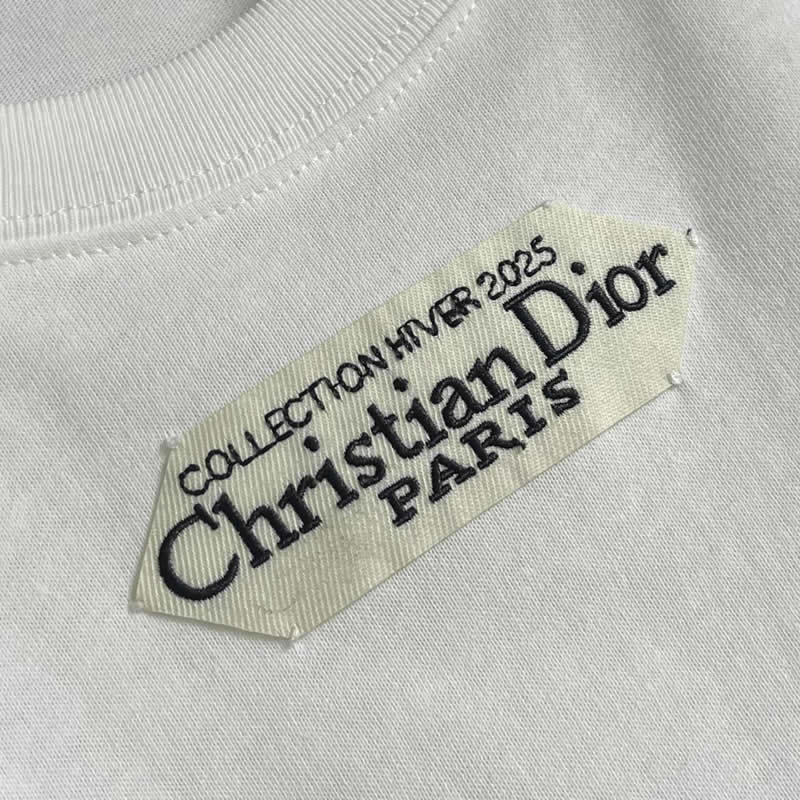 COLLECTION HIVER 2025
Christian Dior
PARIS